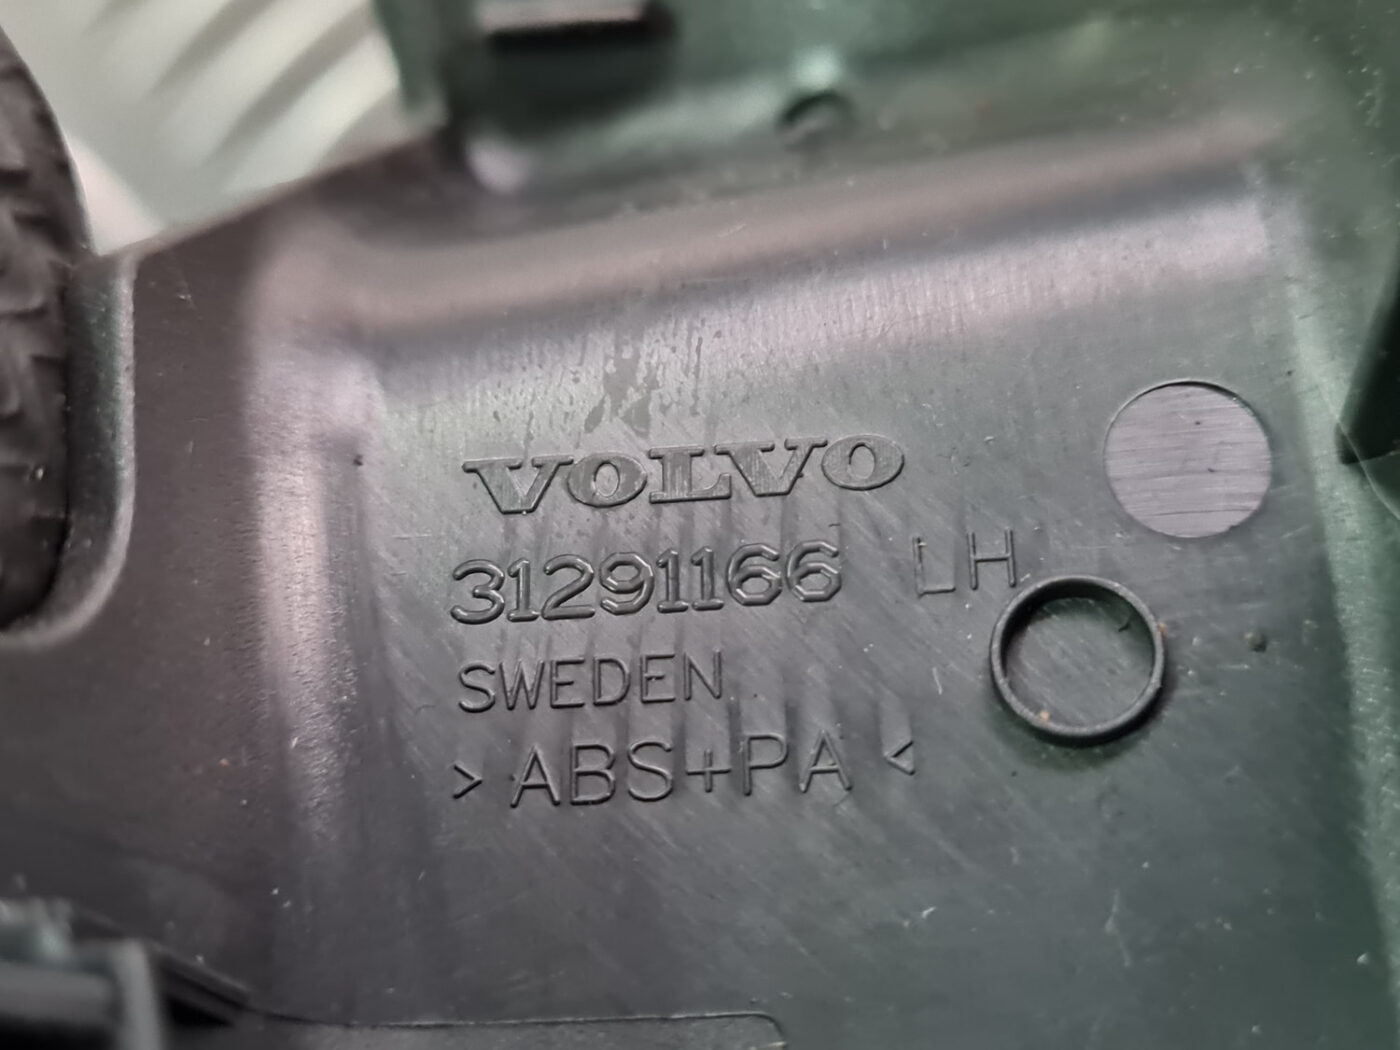 VOLVO
31291166 LH
SWEDEN
> ABS+PA <